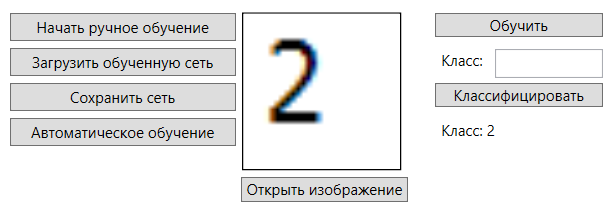 Начать ручное обучение
Загрузить обученную сеть
Сохранить сеть
Автоматическое обучение
2
Открыть изображение
Обучить
Класс:
Классифицировать
Класс: 2